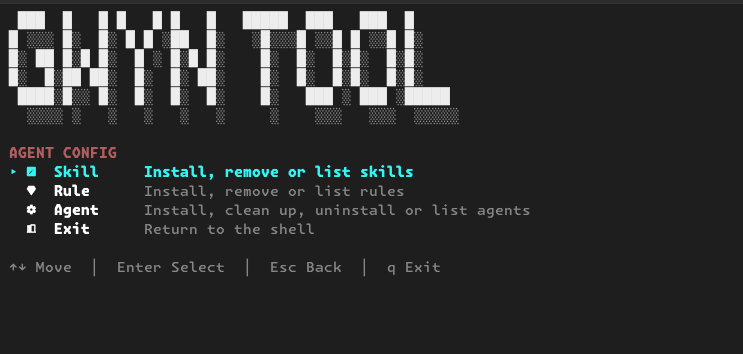 GWYN TOOL
AGENT CONFIG
Skill Install, remove or list skills
Rule Install, remove or list rules
Agent Install, clean up, uninstall or list agents
Exit Return to the shell
↑↓ Move │ Enter Select │ Esc Back │ q Exit